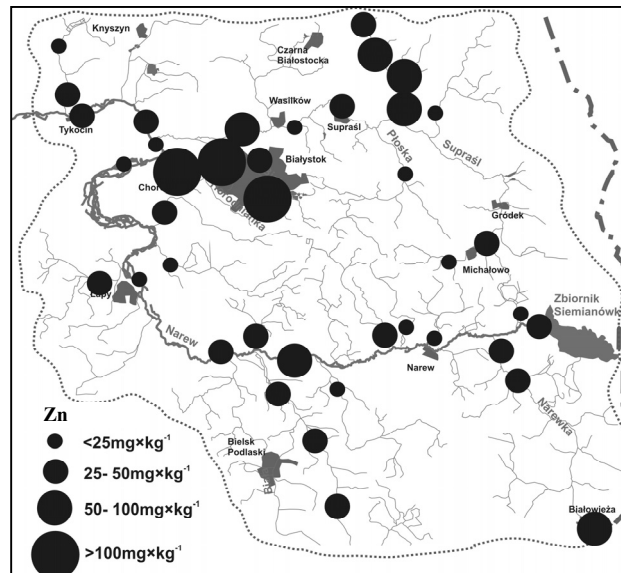 Knyszyn
Czarna
Białostocka
Wasilków
Supraśl
Tykocin
Białystok
Płoska
Supraśl
Gródek
Michałowo
Łapy
Zbiornik
Siemianówka
Narew
Narew
Narewka
Bielsk
Podlaski
Białowieża
Zn
<25mg×kg⁻¹
25- 50mg×kg⁻¹
50- 100mg×kg⁻¹
>100mg×kg⁻¹